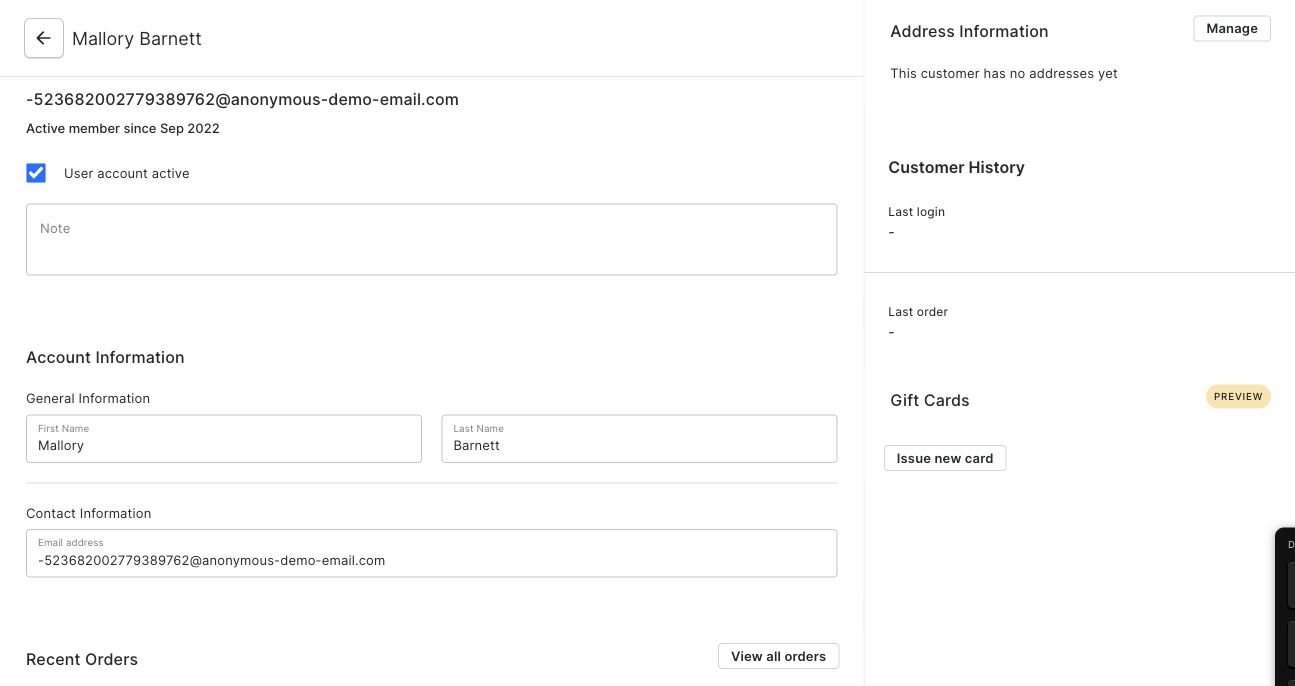 Mallory Barnett
-523682002779389762@anonymous-demo-email.com
Active member since Sep 2022
User account active
Note
Account Information
General Information
First Name
Mallory
Last Name
Barnett
Contact Information
Email address
-523682002779389762@anonymous-demo-email.com
Recent Orders
View all orders
Address Information
Manage
This customer has no addresses yet
Customer History
Last login
-
Last order
-
Gift Cards
PREVIEW
Issue new card